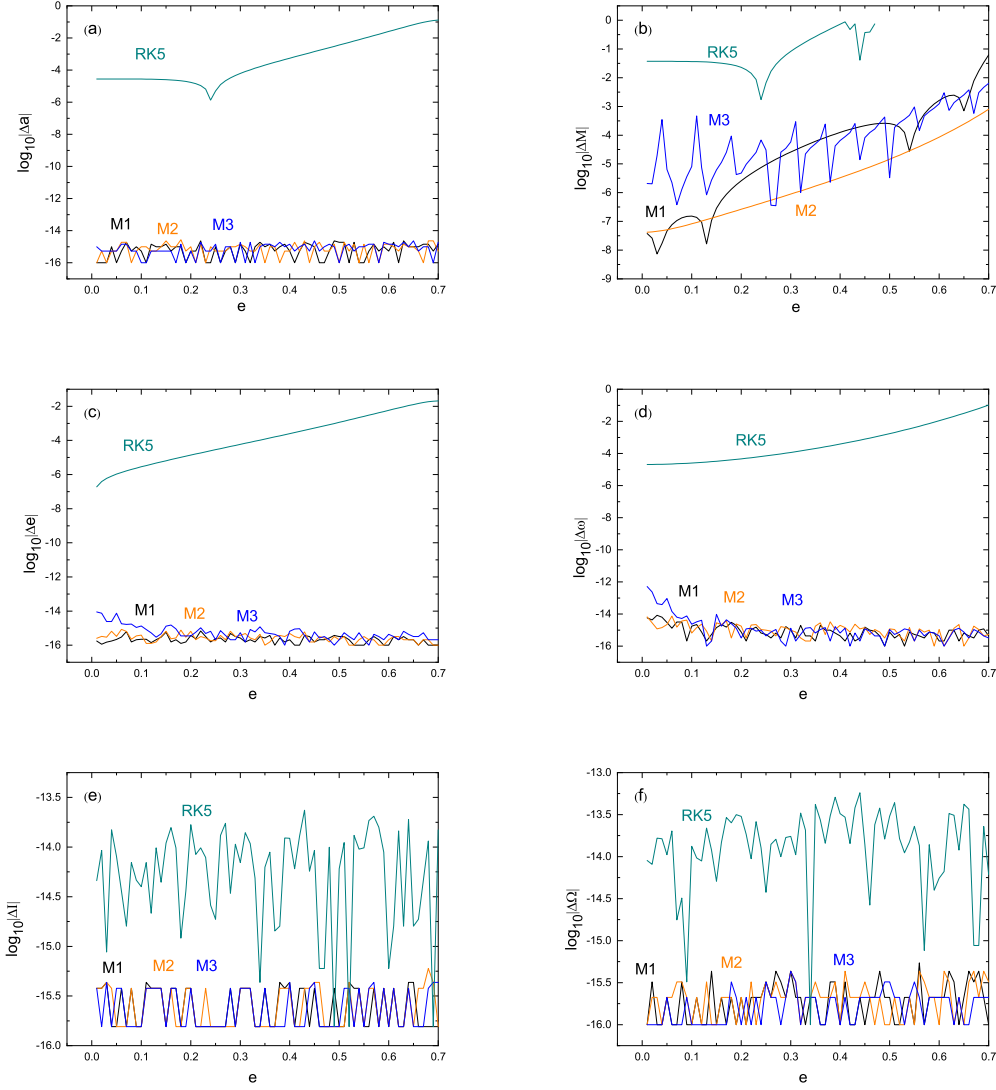 (a)
RK5
M1
M2
M3
log10|Δa|
0
-2
-4
-6
-8
-10
-12
-14
-16
0.0 0.1 0.2 0.3 0.4 0.5 0.6 0.7
e
(b)
RK5
M3
M1
M2
log10|ΔM|
0
-1
-2
-3
-4
-5
-6
-7
-8
-9
0.0 0.1 0.2 0.3 0.4 0.5 0.6 0.7
e
(c)
RK5
M1
M2
M3
log10|Δe|
-2
-4
-6
-8
-10
-12
-14
-16
0.0 0.1 0.2 0.3 0.4 0.5 0.6 0.7
e
(d)
RK5
M1
M2
M3
log10|Δω|
0
-2
-4
-6
-8
-10
-12
-14
-16
0.0 0.1 0.2 0.3 0.4 0.5 0.6 0.7
e
(e)
RK5
M1
M2
M3
log10|ΔI|
-13.5
-14.0
-14.5
-15.0
-15.5
-16.0
0.0 0.1 0.2 0.3 0.4 0.5 0.6 0.7
e
(f)
RK5
M1
M2
M3
log10|ΔΩ|
-13.0
-13.5
-14.0
-14.5
-15.0
-15.5
-16.0
0.0 0.1 0.2 0.3 0.4 0.5 0.6 0.7
e